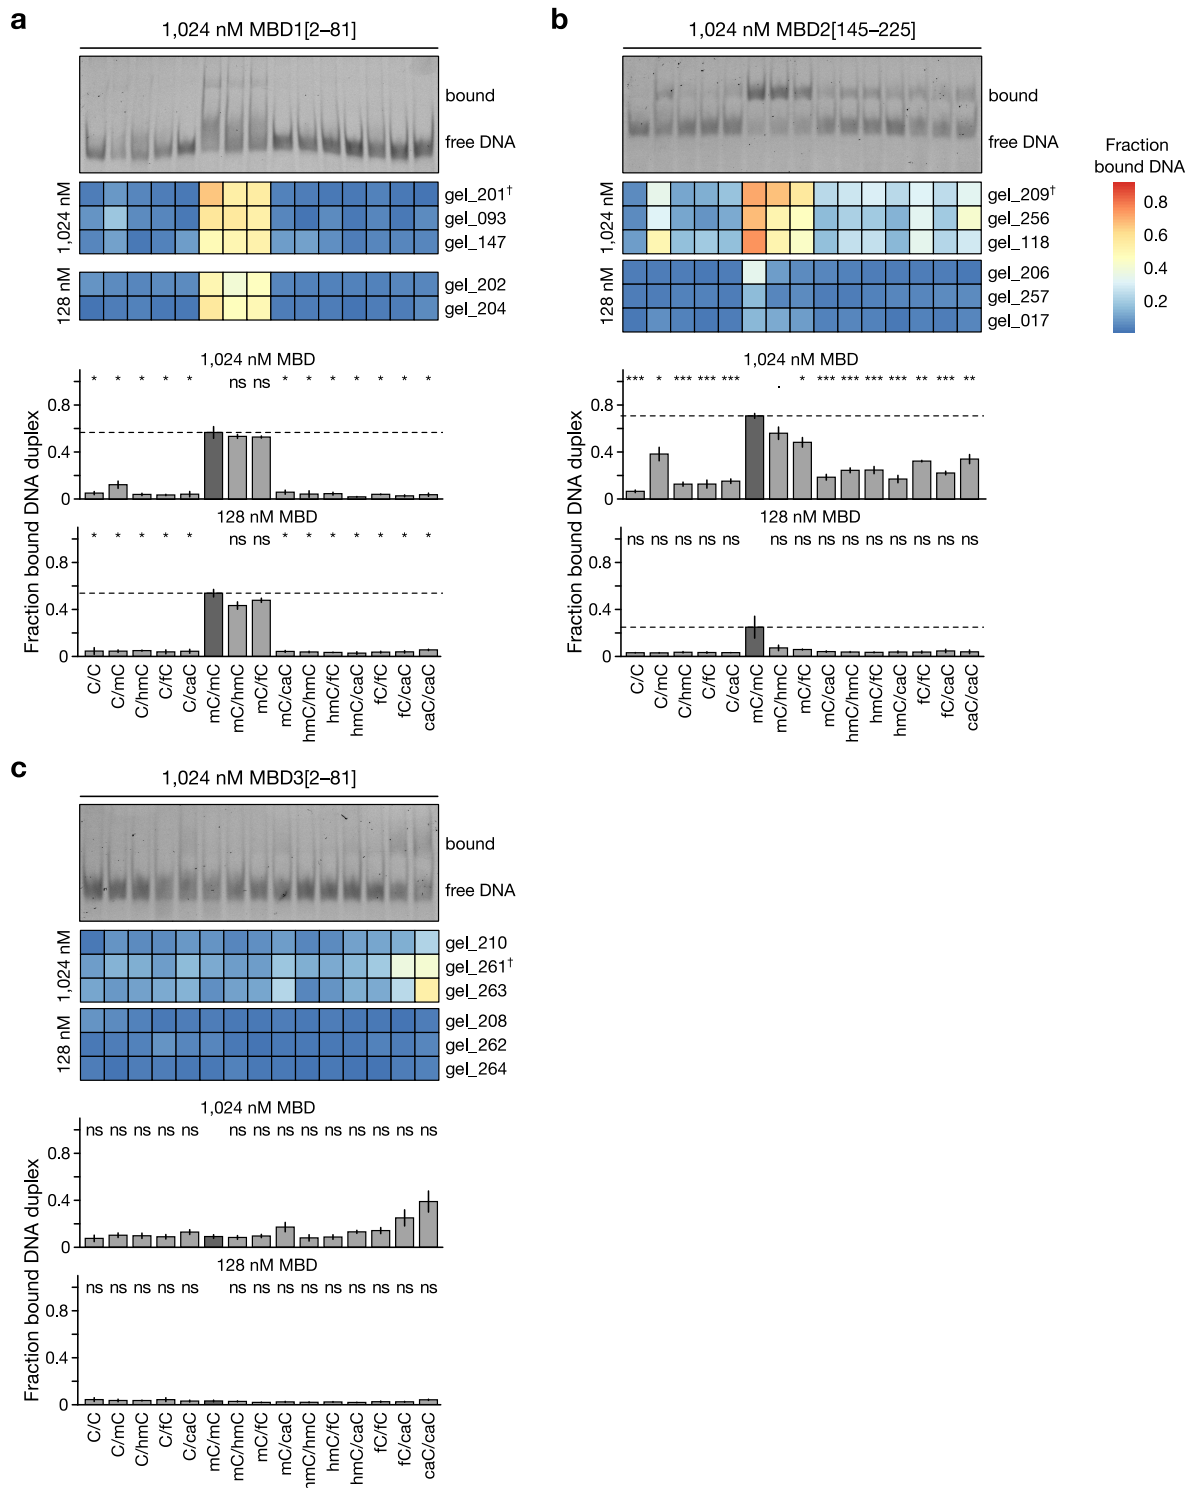 a
1,024 nM MBD1[2–81]
bound
free DNA
1,024 nM
gel_201†
gel_093
gel_147
128 nM
gel_202
gel_204
1,024 nM MBD
* * * * * ns ns * * * * * * *
0.8
0.4
0
128 nM MBD
* * * * * ns ns * * * * * * *
0.8
0.4
0
Fraction bound DNA duplex
C/C C/mC C/hmC C/fC C/caC mC/mC mC/hmC mC/fC mC/caC hmC/hmC hmC/fC hmC/caC fC/fC fC/caC caC/caC
b
1,024 nM MBD2[145–225]
bound
free DNA
1,024 nM
gel_209†
gel_256
gel_118
128 nM
gel_206
gel_257
gel_017
Fraction
bound DNA
0.8
0.6
0.4
0.2
1,024 nM MBD
*** * *** *** *** . * *** *** *** *** ** *** **
0.8
0.4
0
128 nM MBD
ns ns ns ns ns ns ns ns ns ns ns ns ns ns
0.8
0.4
0
Fraction bound DNA duplex
C/C C/mC C/hmC C/fC C/caC mC/mC mC/hmC mC/fC mC/caC hmC/hmC hmC/fC hmC/caC fC/fC fC/caC caC/caC
c
1,024 nM MBD3[2–81]
bound
free DNA
1,024 nM
gel_210
gel_261†
gel_263
128 nM
gel_208
gel_262
gel_264
1,024 nM MBD
ns ns ns ns ns ns ns ns ns ns ns ns ns ns
0.8
0.4
0
128 nM MBD
ns ns ns ns ns ns ns ns ns ns ns ns ns ns
0.8
0.4
0
Fraction bound DNA duplex
C/C C/mC C/hmC C/fC C/caC mC/mC mC/hmC mC/fC mC/caC hmC/hmC hmC/fC hmC/caC fC/fC fC/caC caC/caC